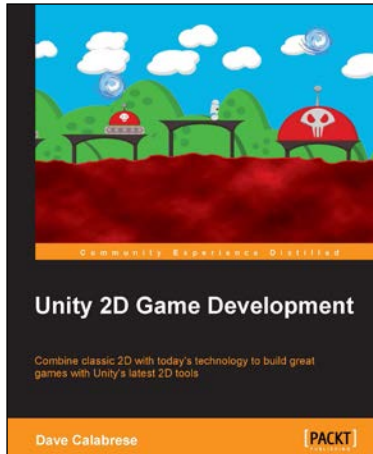 Community Experience Distilled
Unity 2D Game Development
Combine classic 2D with today's technology to build great
games with Unity's latest 2D tools
Dave Calabrese
[PACKT]
PUBLISHING